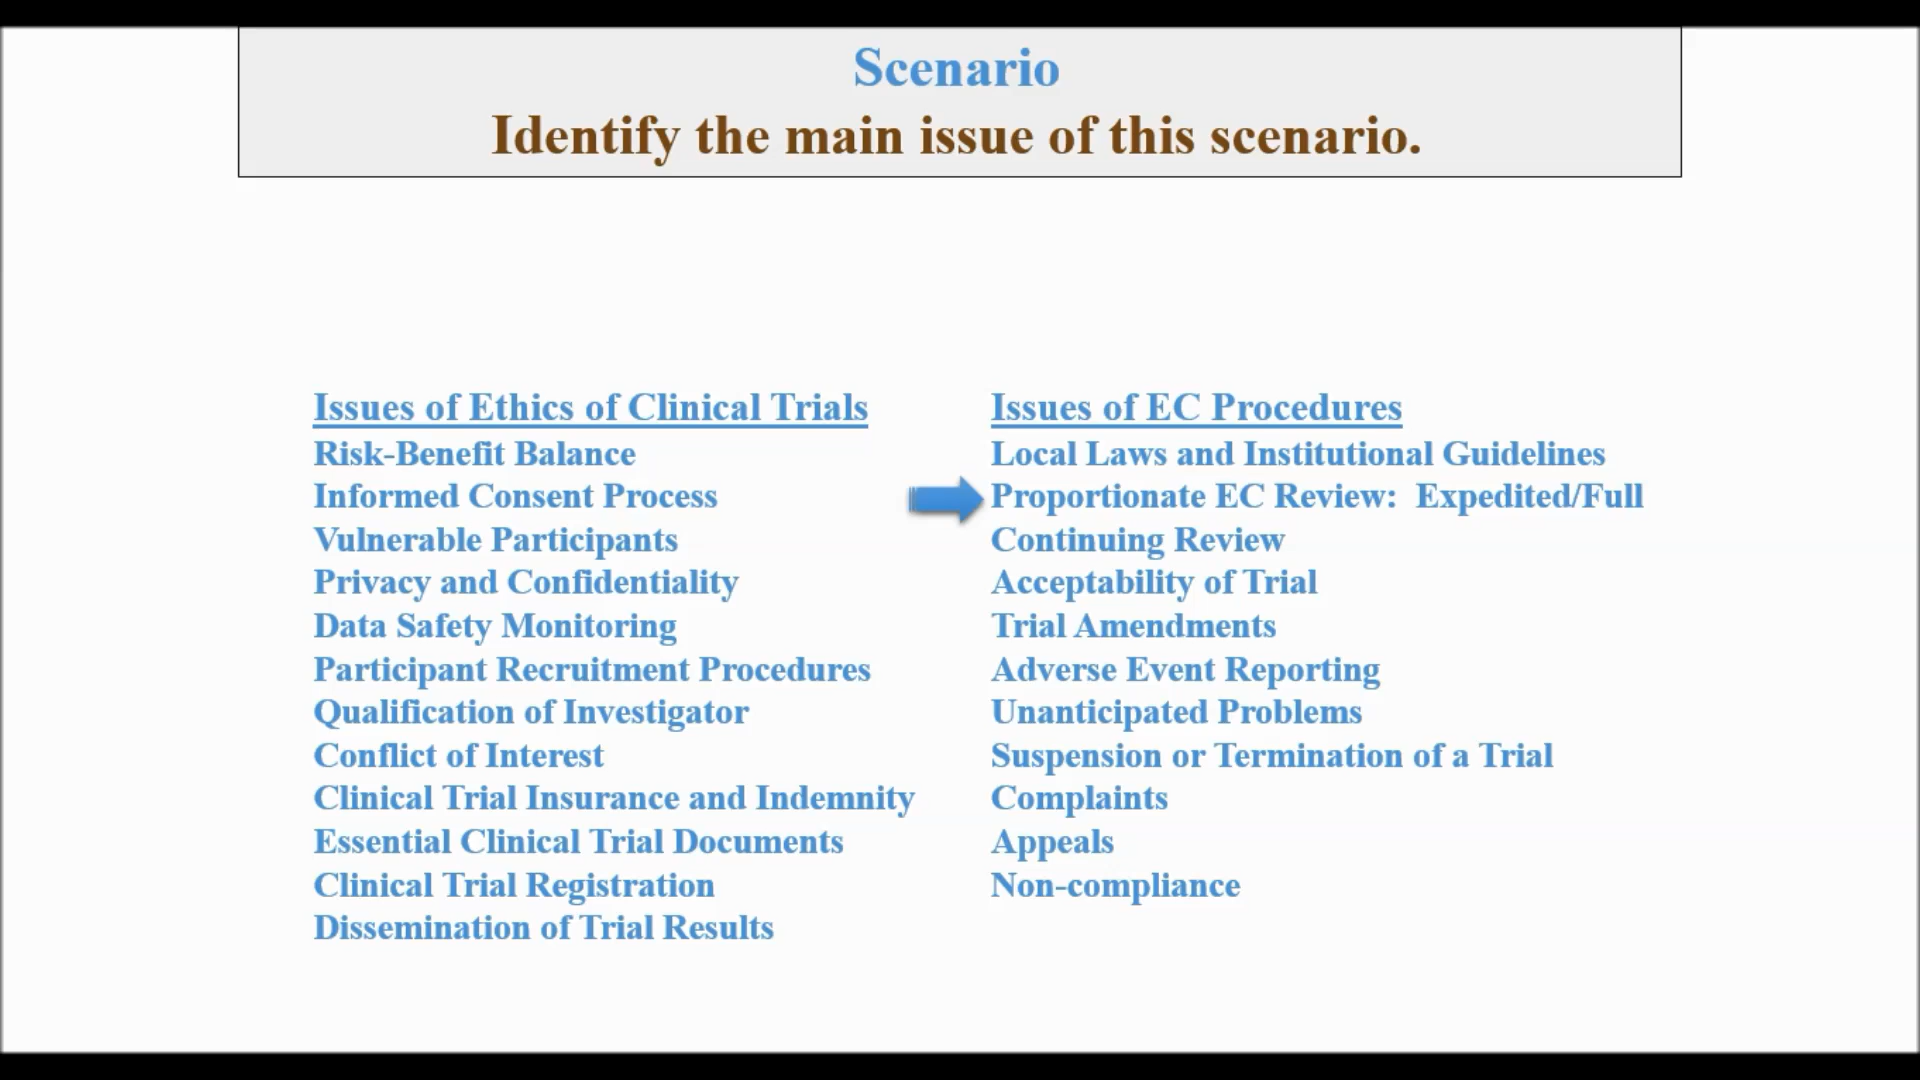 Scenario
Identify the main issue of this scenario.
Issues of Ethics of Clinical Trials
Risk-Benefit Balance
Informed Consent Process
Vulnerable Participants
Privacy and Confidentiality
Data Safety Monitoring
Participant Recruitment Procedures
Qualification of Investigator
Conflict of Interest
Clinical Trial Insurance and Indemnity
Essential Clinical Trial Documents
Clinical Trial Registration
Dissemination of Trial Results
Issues of EC Procedures
Local Laws and Institutional Guidelines
Proportionate EC Review: Expedited/Full
Continuing Review
Acceptability of Trial
Trial Amendments
Adverse Event Reporting
Unanticipated Problems
Suspension or Termination of a Trial
Complaints
Appeals
Non-compliance